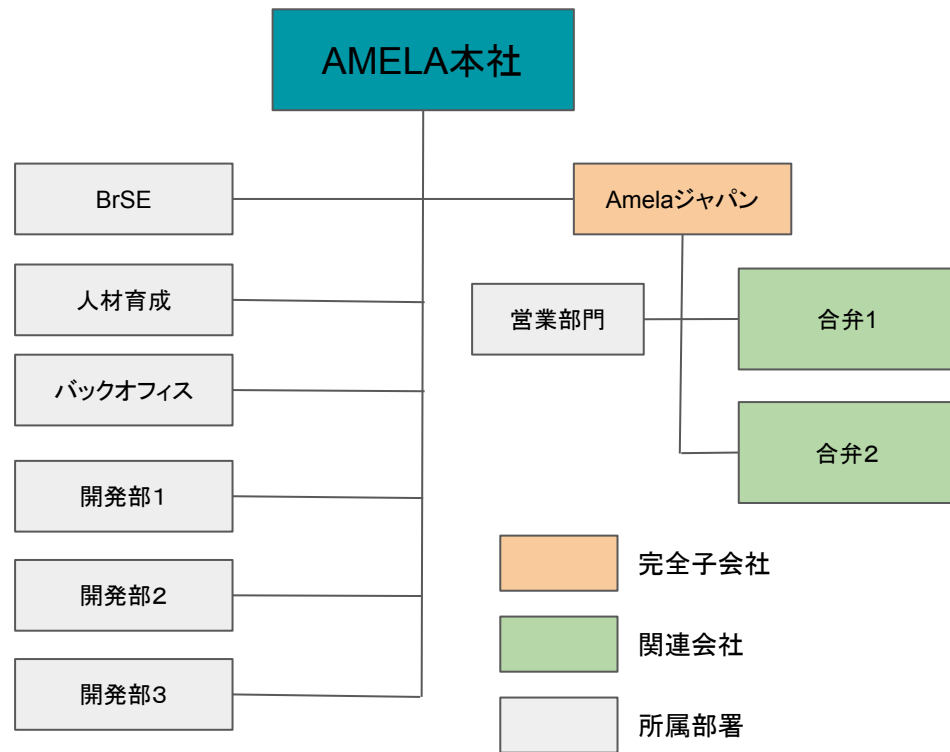 AMELA本社
BrSE
Amelaジャパン
人材育成
営業部門
合弁1
バックオフィス
合弁2
開発部1
開発部2
開発部3
完全子会社
関連会社
所属部署